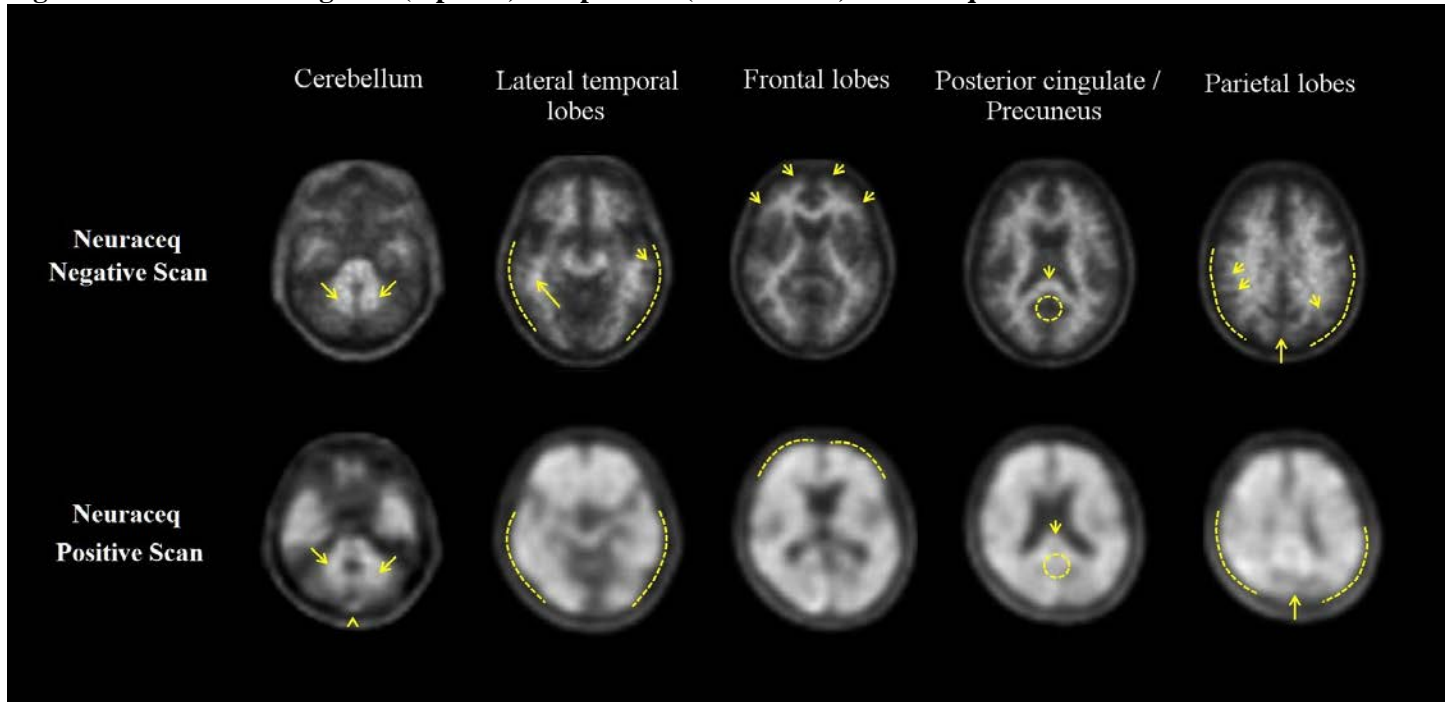 Cerebellum
Lateral temporal
lobes
Frontal lobes
Posterior cingulate /
Precuneus
Parietal lobes
Neuraceq
Negative Scan
Neuraceq
Positive Scan